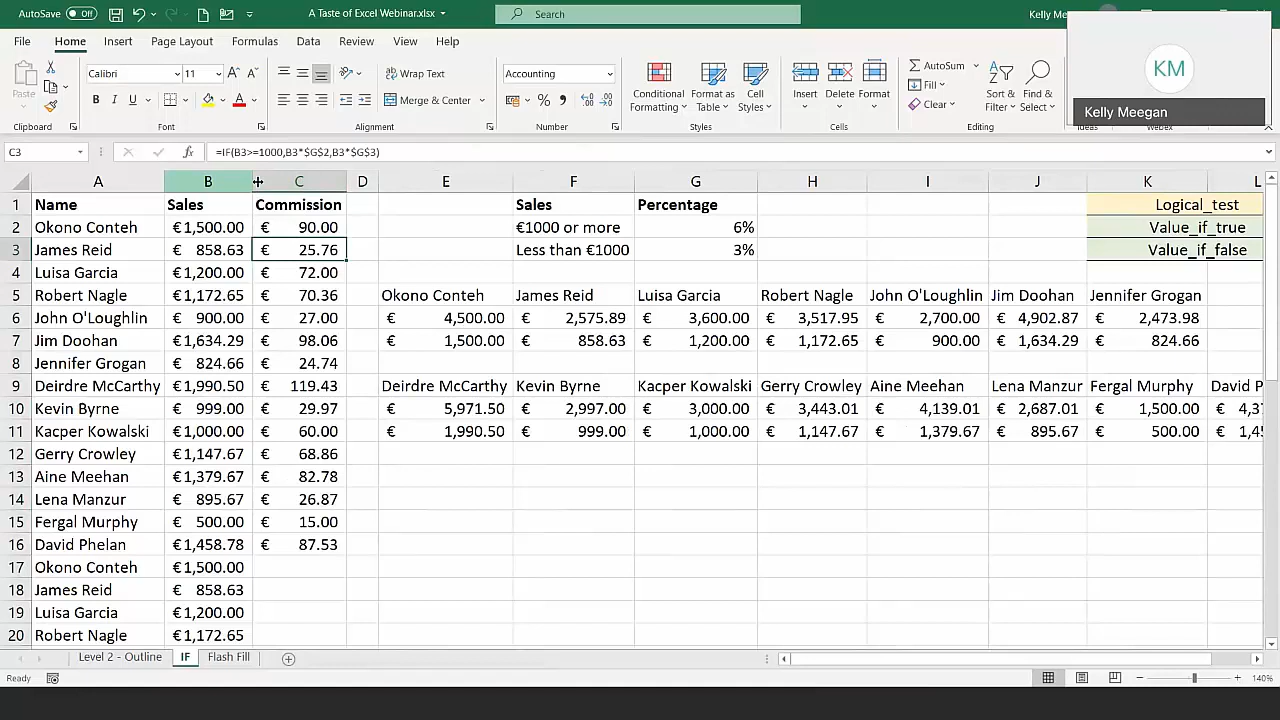 AutoSave Off A Taste of Excel Webinar.xlsx Search Kelly Me
KM
Kelly Meegan
File Home Insert Page Layout Formulas Data Review View Help
Paste Calibri 11 Wrap Text Accounting AutoSum
B I U Merge & Center Conditional Formatting Format as Table Cell Styles Insert Delete Format Fill Clear Sort & Filter Find & Select
Clipboard Font Alignment Number Styles Cells Editing Ideas Webex
C3 fx =IF(B3>=1000,B3*$G$2,B3*$G$3)
A B C D E F G H I J K L
1 Name Sales Commission Sales Percentage Logical_test
2 Okono Conteh €1,500.00 € 90.00 €1000 or more 6% Value_if_true
3 James Reid € 858.63 € 25.76 Less than €1000 3% Value_if_false
4 Luisa Garcia €1,200.00 € 72.00
5 Robert Nagle €1,172.65 € 70.36 Okono Conteh James Reid Luisa Garcia Robert Nagle John O'Loughlin Jim Doohan Jennifer Grogan
6 John O'Loughlin € 900.00 € 27.00 € 4,500.00 € 2,575.89 € 3,600.00 € 3,517.95 € 2,700.00 € 4,902.87 € 2,473.98
7 Jim Doohan €1,634.29 € 98.06 € 1,500.00 € 858.63 € 1,200.00 € 1,172.65 € 900.00 € 1,634.29 € 824.66
8 Jennifer Grogan € 824.66 € 24.74
9 Deirdre McCarthy €1,990.50 € 119.43 Deirdre McCarthy Kevin Byrne Kacper Kowalski Gerry Crowley Aine Meehan Lena Manzur Fergal Murphy David P
10 Kevin Byrne € 999.00 € 29.97 € 5,971.50 € 2,997.00 € 3,000.00 € 3,443.01 € 4,139.01 € 2,687.01 € 1,500.00 € 4,37
11 Kacper Kowalski €1,000.00 € 60.00 € 1,990.50 € 999.00 € 1,000.00 € 1,147.67 € 1,379.67 € 895.67 € 500.00 € 1,45
12 Gerry Crowley €1,147.67 € 68.86
13 Aine Meehan €1,379.67 € 82.78
14 Lena Manzur € 895.67 € 26.87
15 Fergal Murphy € 500.00 € 15.00
16 David Phelan €1,458.78 € 87.53
17 Okono Conteh €1,500.00
18 James Reid € 858.63
19 Luisa Garcia €1,200.00
20 Robert Nagle €1,172.65
Level 2 - Outline IF Flash Fill
Ready 140%